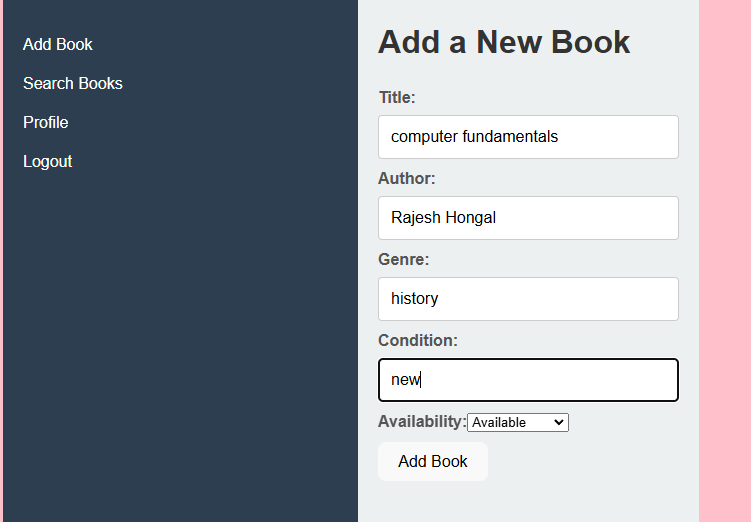 Add Book
Search Books
Profile
Logout
Add a New Book
Title:
computer fundamentals
Author:
Rajesh Hongal
Genre:
history
Condition:
new
Availability: Available
Add Book